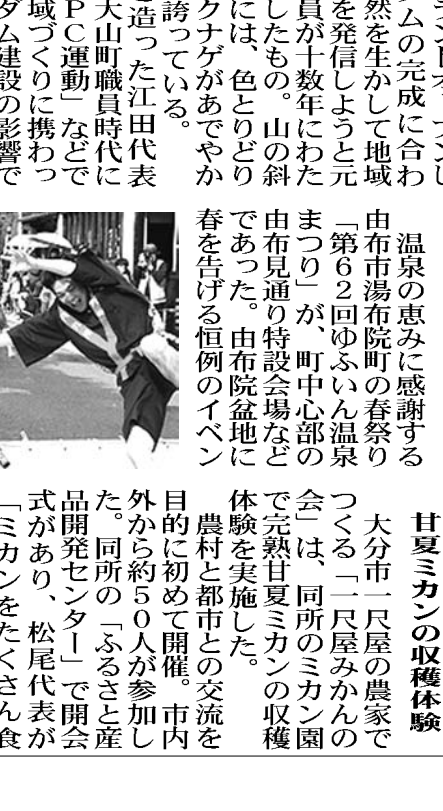 ムの完成に合わ
然を生かして地域
を発信しようと元
員が十数年にわた
したもの。山の斜
には、色とりどり
クナゲがあでやか
誇っている。
造った江田代表
大山町職員時代に
ＰＣ運動」などで
域づくりに携わっ
ダム建設の影響で
温泉の恵みに感謝する
由布市湯布院町の春祭り
「第６２回ゆふいん温泉
まつり」が、町中心部の
由布見通り特設会場など
であった。由布院盆地に
春を告げる恒例のイベン
甘夏ミカンの収穫体験
大分市一尺屋の農家で
つくる「一尺屋みかんの
会」は、同所のミカン園
で完熟甘夏ミカンの収穫
体験を実施した。
農村と都市との交流を
目的に初めて開催。市内
外から約５０人が参加し
た。同所の「ふるさと産
品開発センター」で開会
式があり、松尾代表が
「ミカンをたくさん食